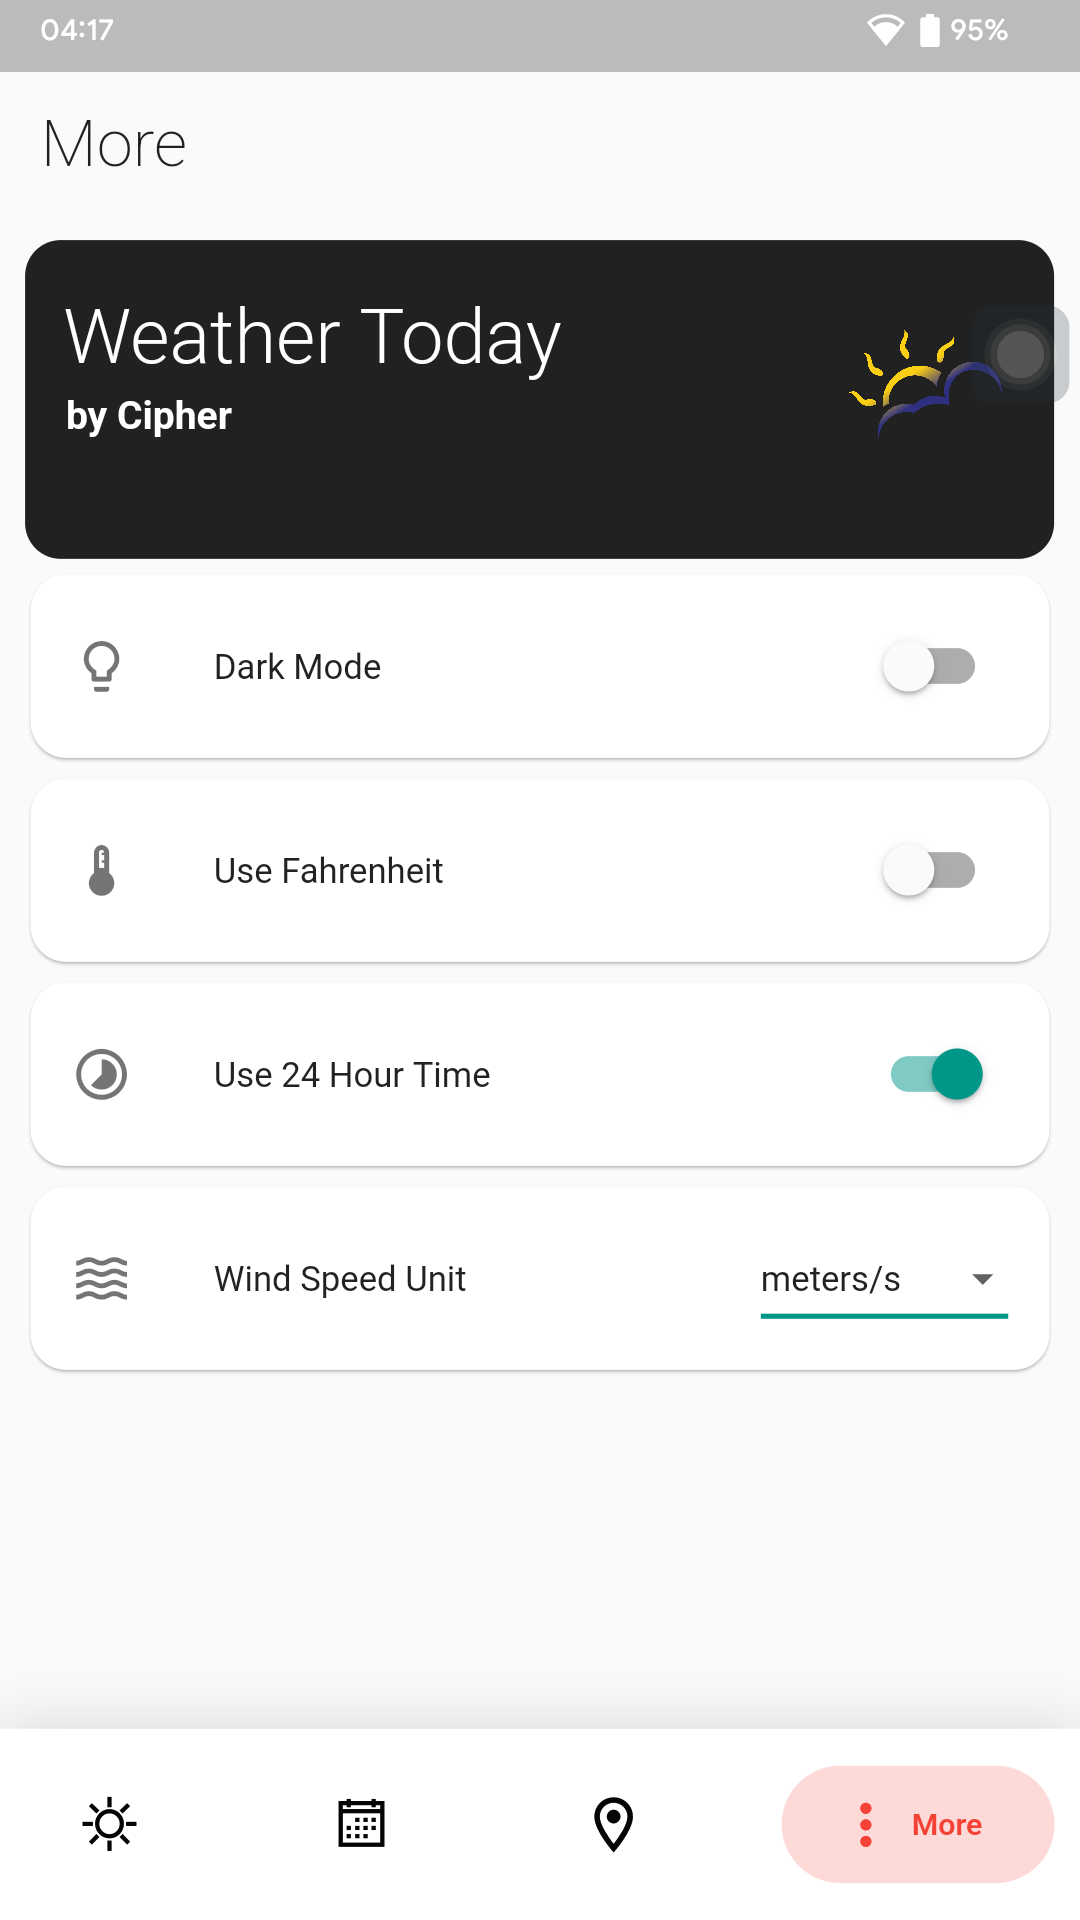 04:17 95%
More
Weather Today
by Cipher
Dark Mode
Use Fahrenheit
Use 24 Hour Time
Wind Speed Unit meters/s
More